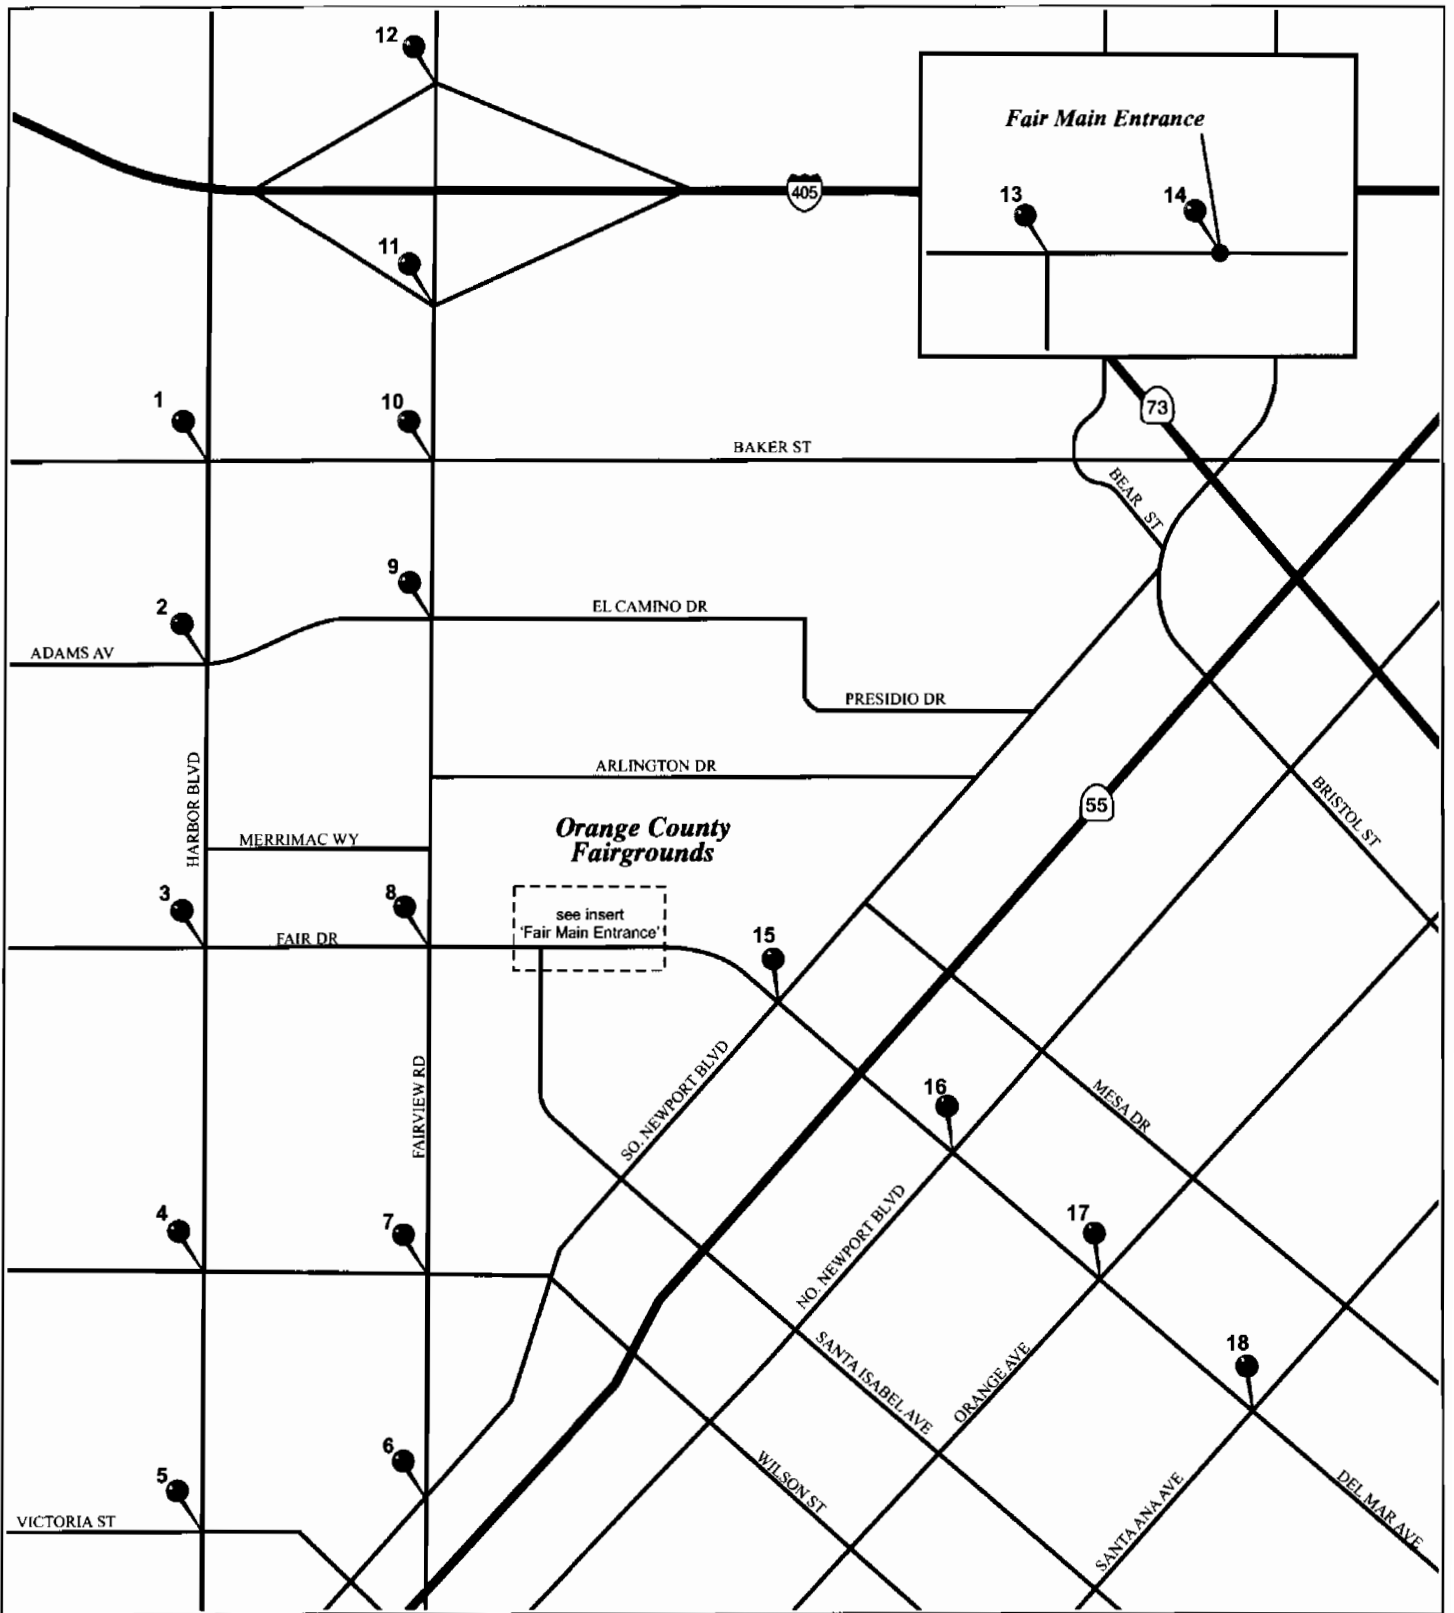 12
Fair Main Entrance
405
13
14
11
1
10
BAKER ST
73
BEAR ST
9
2
EL CAMINO DR
ADAMS AV
PRESIDIO DR
ARLINGTON DR
HARBOR BLVD
55
BRISTOL ST
Orange County
Fairgrounds
MERRIMAC WY
3
8
see insert
'Fair Main Entrance'
FAIR DR
15
FAIRVIEW RD
SO. NEWPORT BLVD
16
MESA DR
4
7
NO. NEWPORT BLVD
17
SANTA ISABEL AVE
ORANGE AVE
18
6
5
WILSON ST
VICTORIA ST
SANTA ANA AVE
DEL MAR AVE